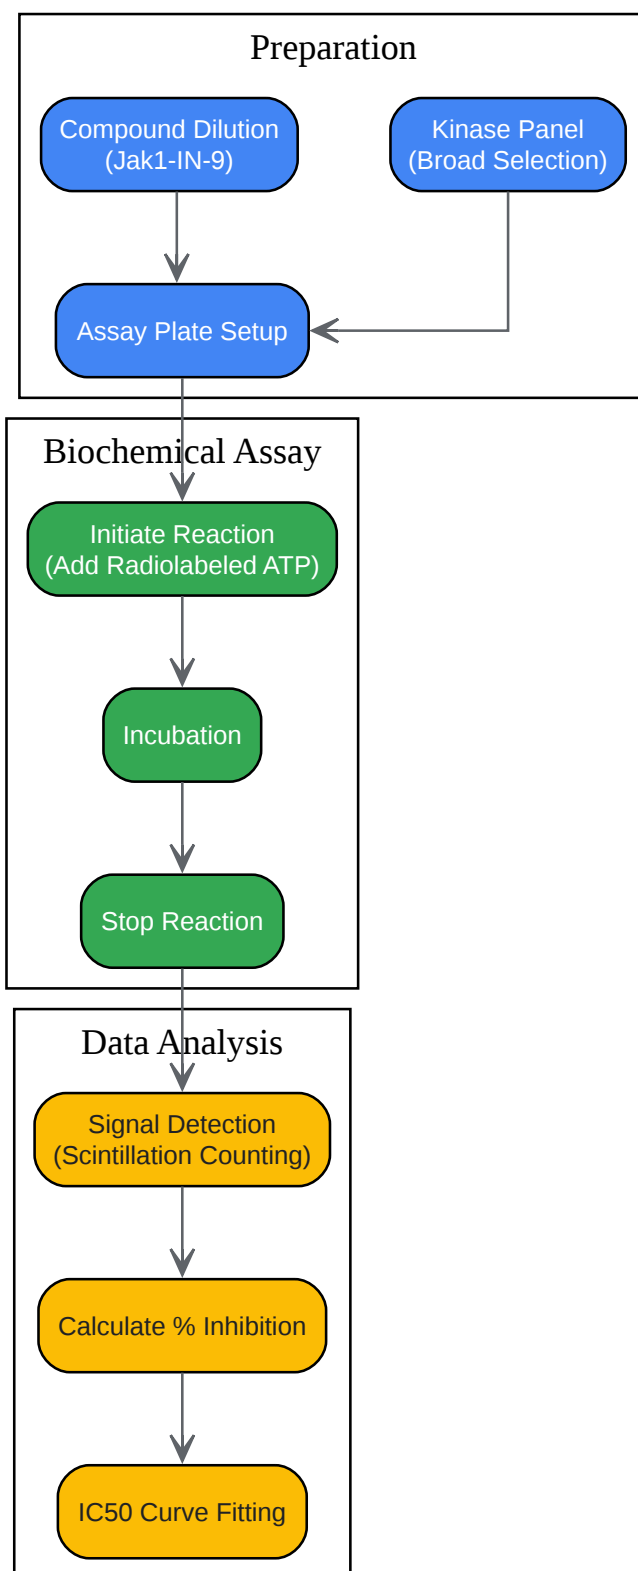 Preparation
Compound Dilution
(Jak1-IN-9)
Kinase Panel
(Broad Selection)
Assay Plate Setup
Biochemical Assay
Initiate Reaction
(Add Radiolabeled ATP)
Incubation
Stop Reaction
Data Analysis
Signal Detection
(Scintillation Counting)
Calculate % Inhibition
IC50 Curve Fitting